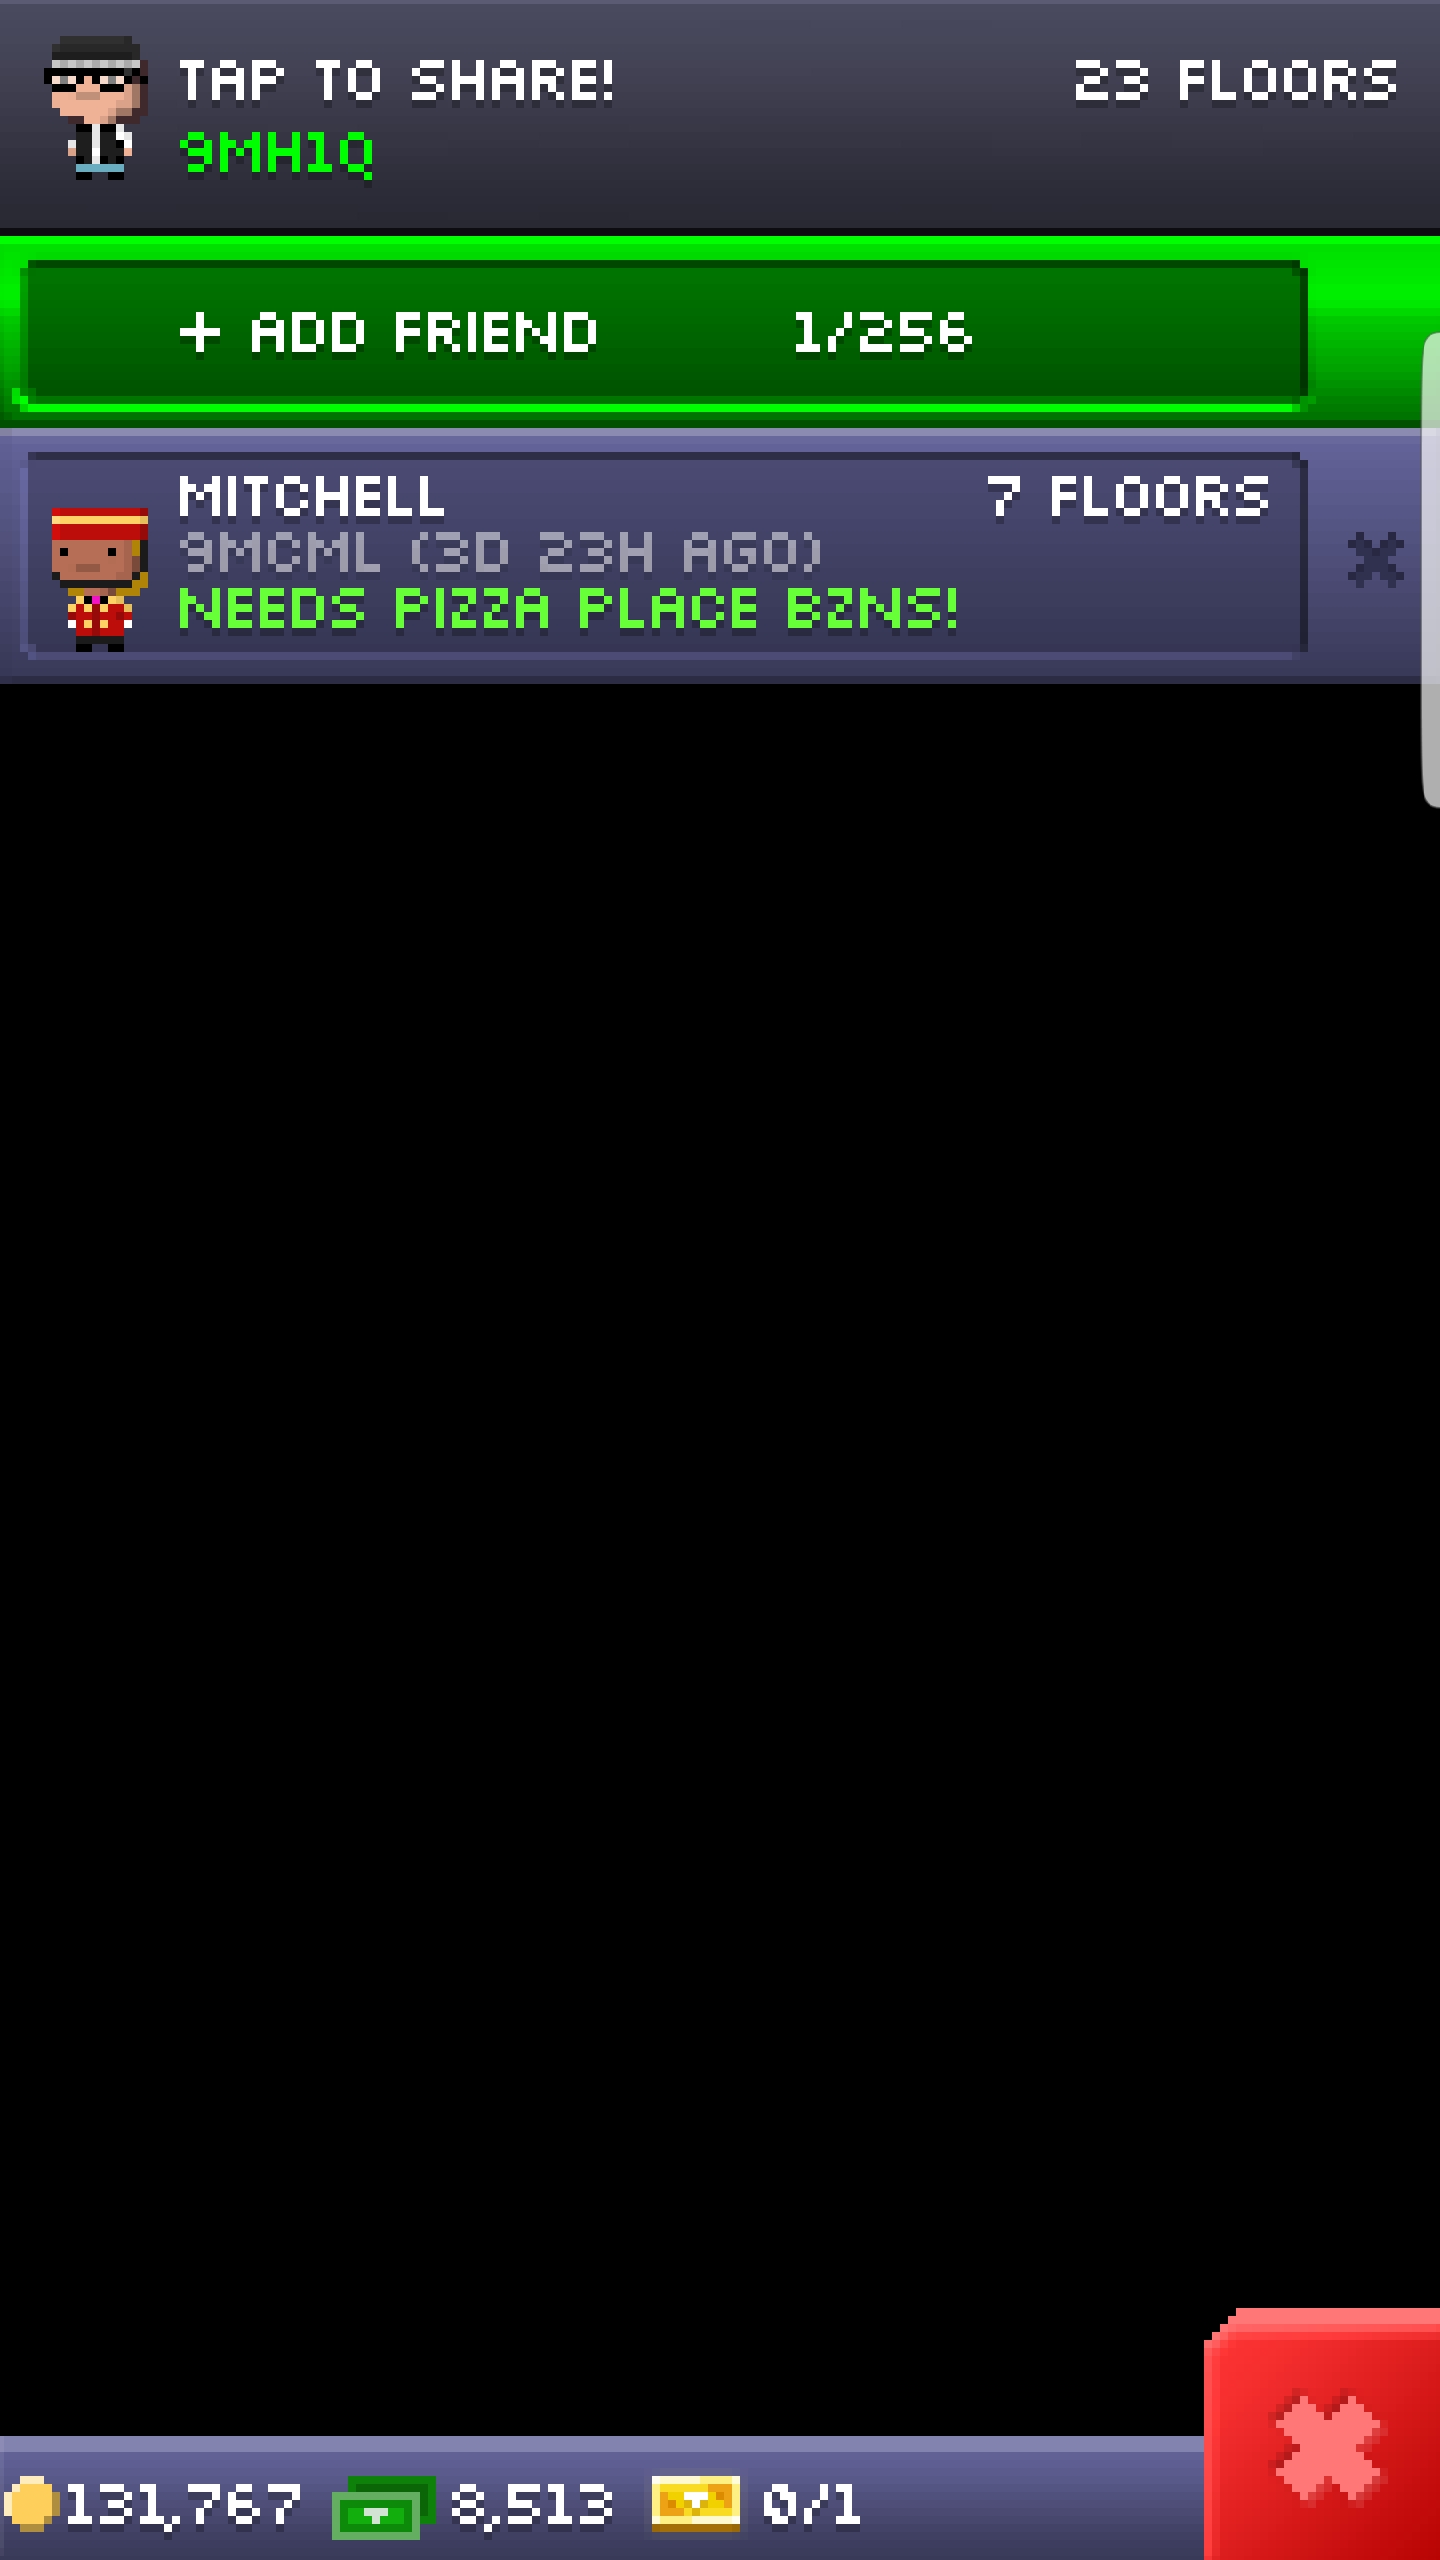 TAP TO SHARE!
23 FLOORS
9MH1Q
+ ADD FRIEND
1/256
MITCHELL
7 FLOORS
9MCML (3D 23H AGO)
NEEDS PIZZA PLACE BZNS!
131,767
8,513
0/1